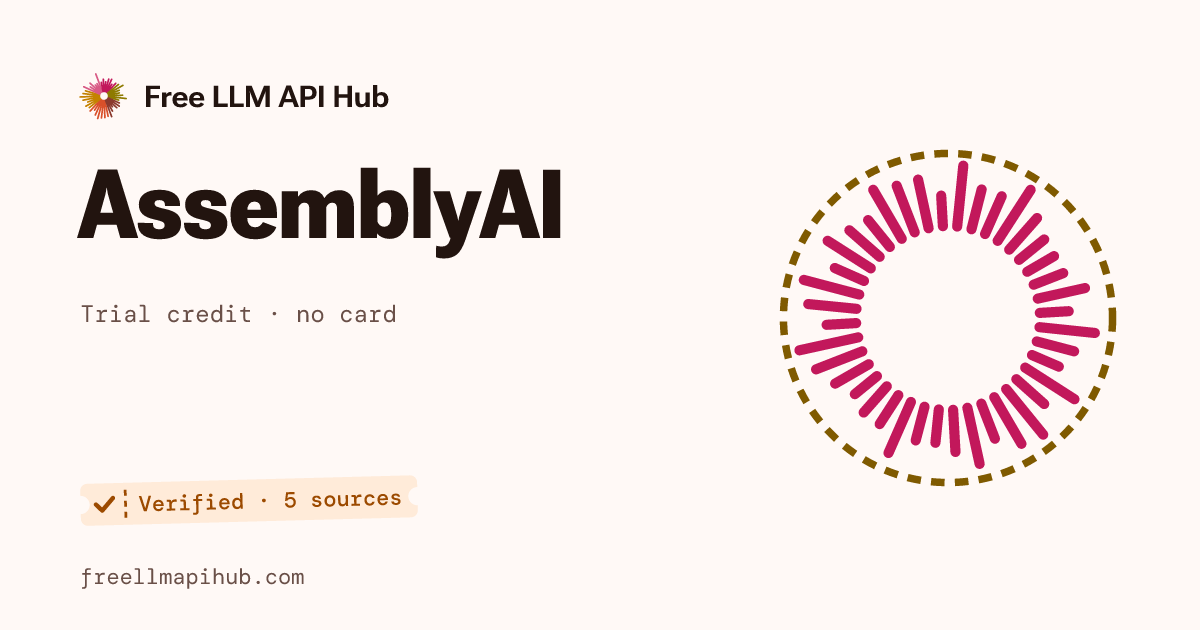 Free LLM API Hub
AssemblyAI
Trial credit · no card
Verified · 5 sources
freellmapihub.com